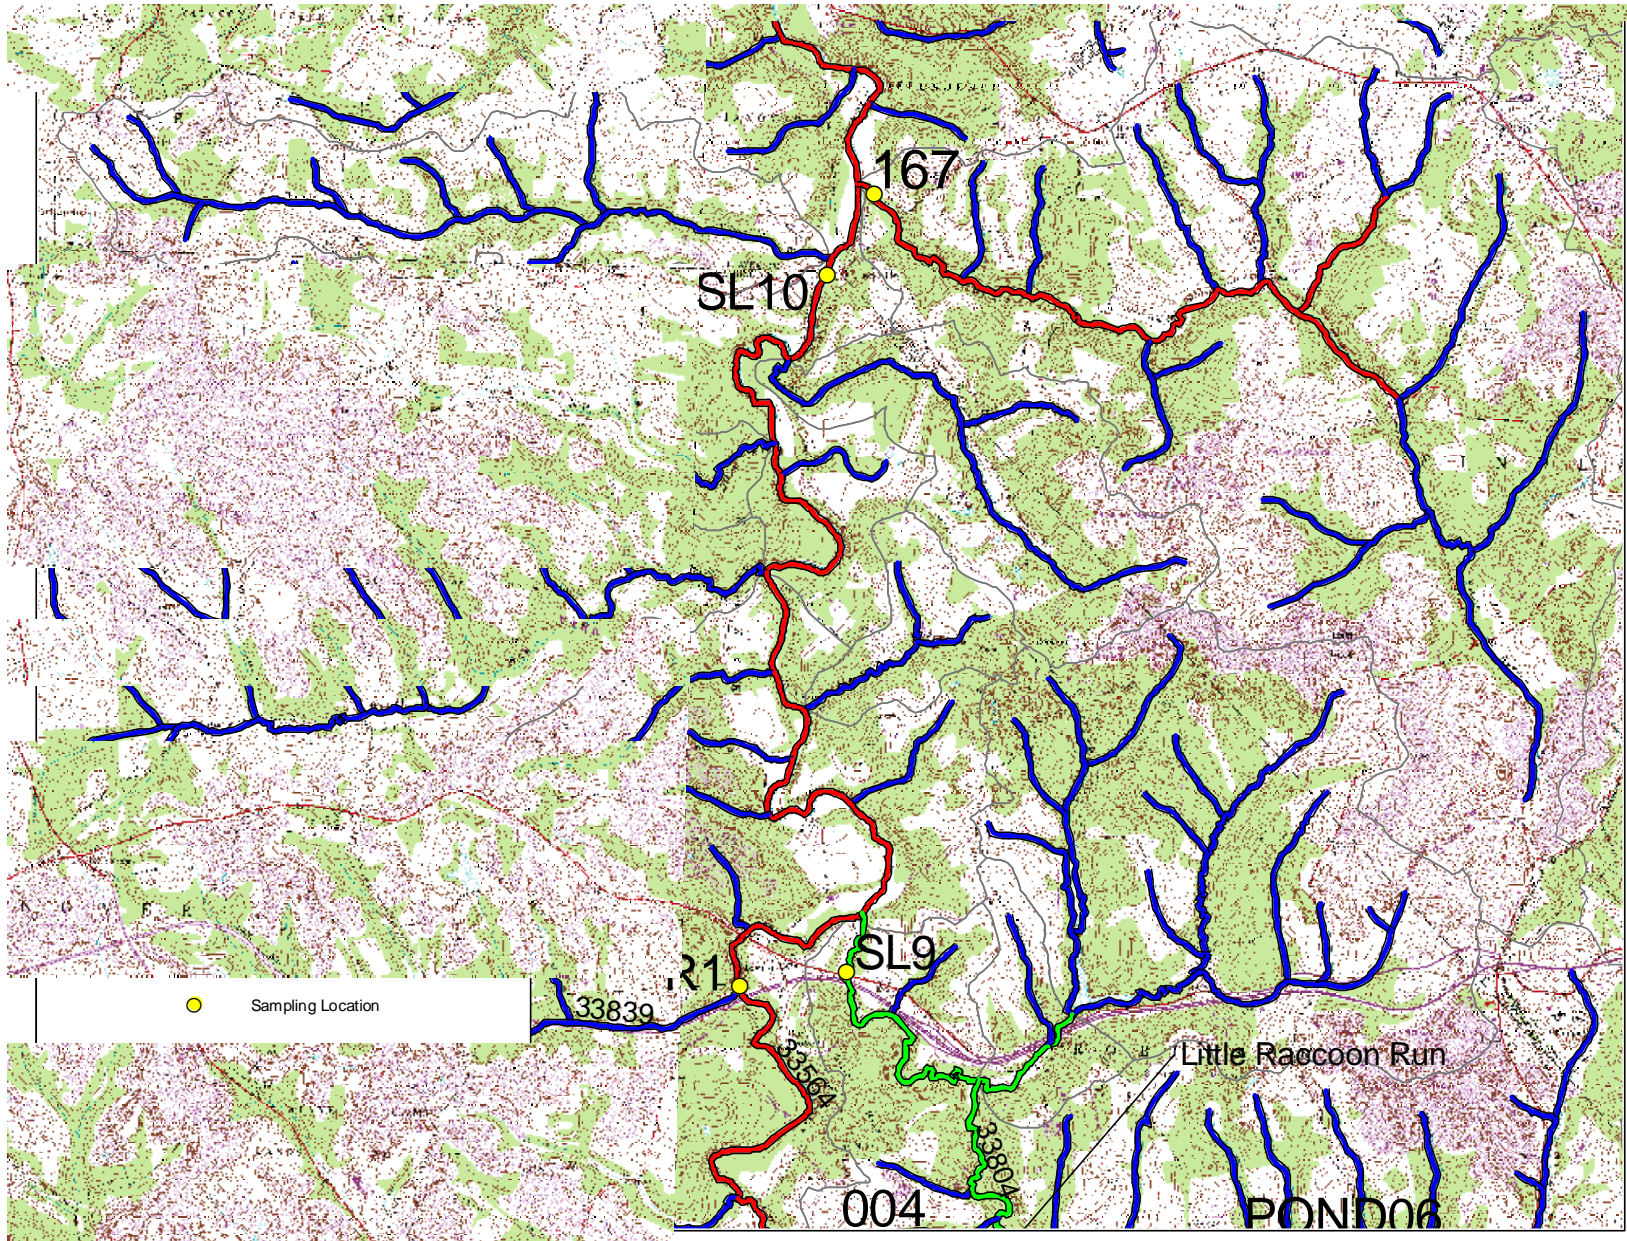 167
SL10
SL9
R1
Sampling Location
33839
33564
Little Raccoon Run
33804
004
POND06